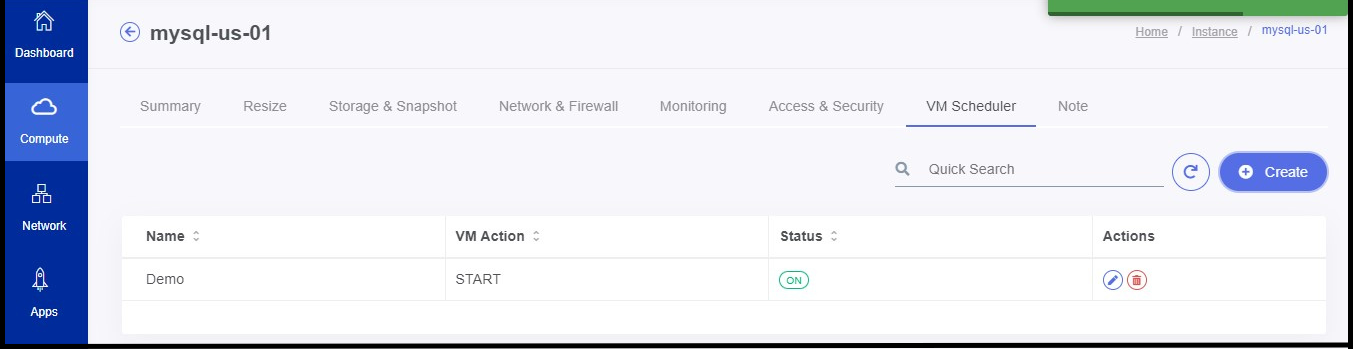 Dashboard
Compute
Network
Apps
mysql-us-01
Home / Instance / mysql-us-01
Summary Resize Storage & Snapshot Network & Firewall Monitoring Access & Security VM Scheduler Note
Quick Search Create
Name VM Action Status Actions
Demo START ON